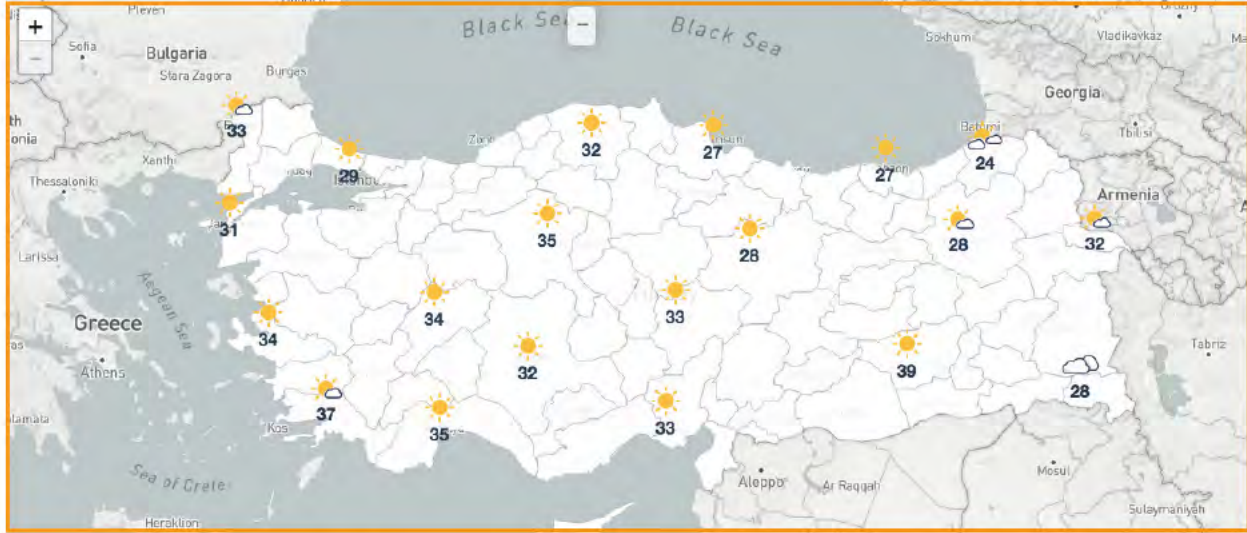 Pleven
Black Sea
Black Sea
+
−
−
Sofia
Bulgaria
Stara Zagora
Burgas
Sokhumi
Vladikavkaz
Georgia
Tbilisi
Batumi
Xanthi
Thessaloniki
Armenia
33
29
32
27
27
24
31
35
28
28
32
Larissa
Aegean Sea
34
34
33
Greece
Athens
32
39
28
Tabriz
37
35
33
Kos
Sea of Crete
Heraklion
Aleppo
Ar Raqqah
Mosul
Sulaymaniyah